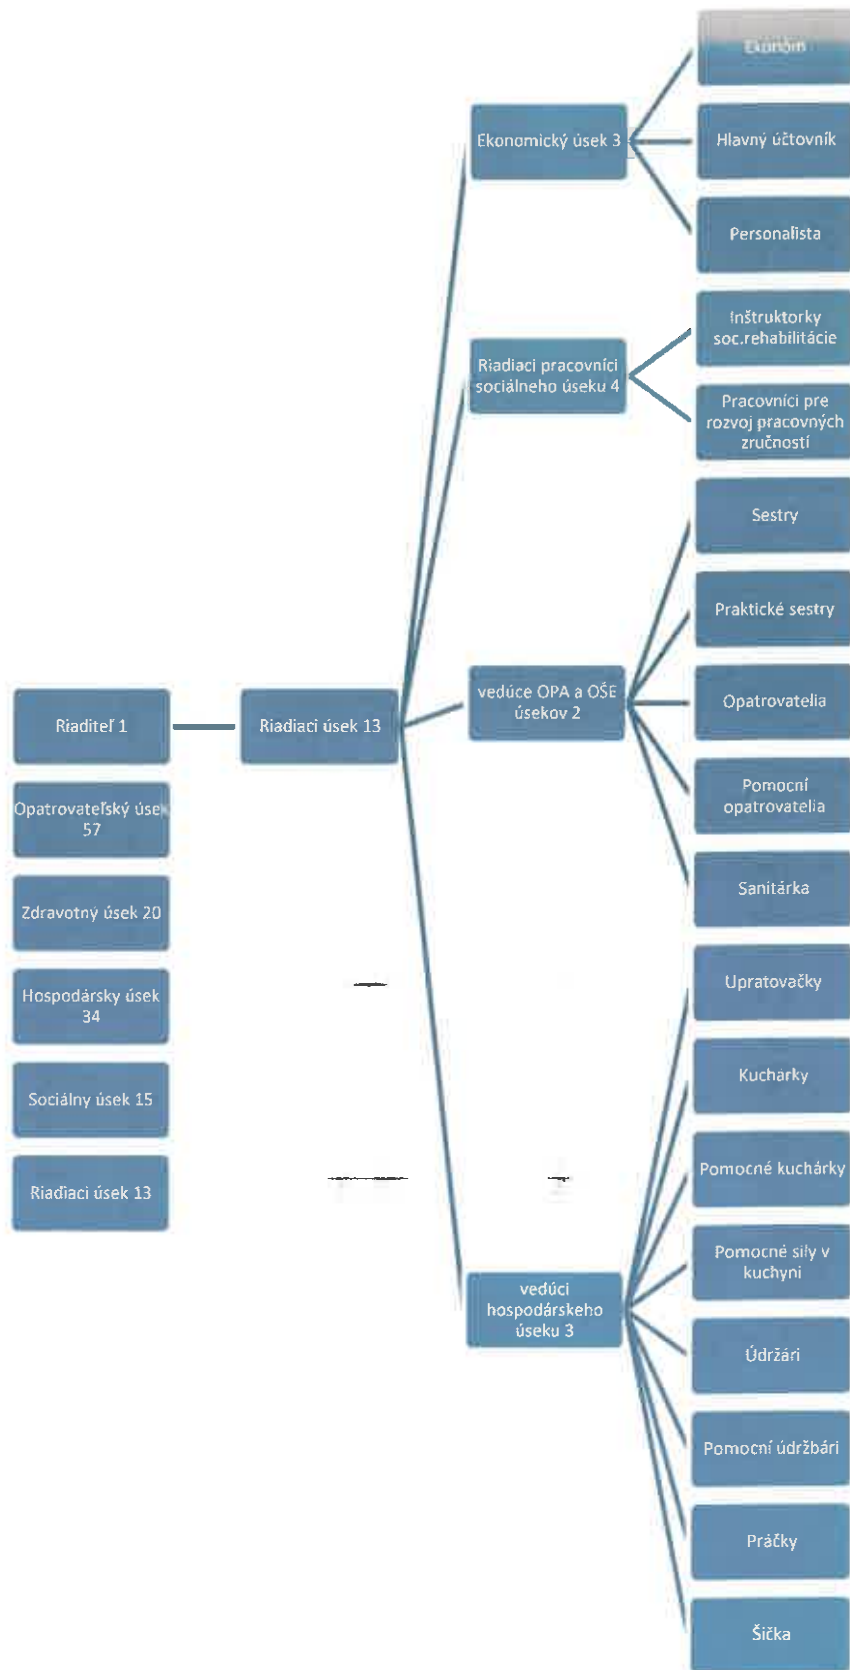 Ekonóm
Ekonomický úsek 3
Hlavný účtovník
Personalista
Inštruktorky
soc.rehabilitácie
Riadiaci pracovníci
sociálneho úseku 4
Pracovníci pre
rozvoj pracovných
zručností
Sestry
Praktické sestry
vedúce OPA a OŠE
úsekov 2
Opatrovatelia
Riaditeľ 1
Riadiaci úsek 13
Pomocní
opatrovatelia
Opatrovateľský úsek
57
Sanitárka
Zdravotný úsek 20
Upratovačky
Hospodársky úsek
34
Kuchárky
Sociálny úsek 15
Pomocné kuchárky
Riadiaci úsek 13
Pomocné sily v
kuchyni
vedúci
hospodárskeho
úseku 3
Údržári
Pomocní údržbári
Práčky
Šička